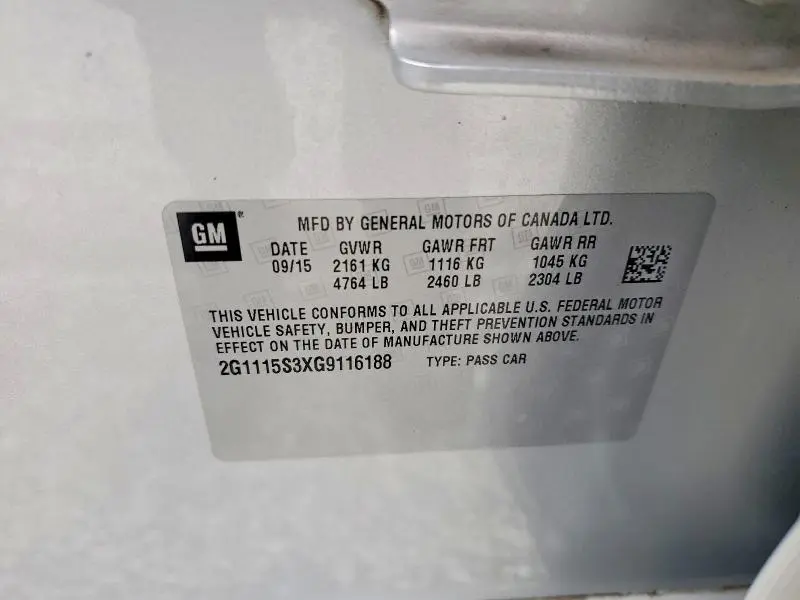 GM
MFD BY GENERAL MOTORS OF CANADA LTD.
DATE GVWR GAWR FRT GAWR RR
09/15 2161 KG 1116 KG 1045 KG
4764 LB 2460 LB 2304 LB
THIS VEHICLE CONFORMS TO ALL APPLICABLE U.S. FEDERAL MOTOR
VEHICLE SAFETY, BUMPER, AND THEFT PREVENTION STANDARDS IN
EFFECT ON THE DATE OF MANUFACTURE SHOWN ABOVE.
2G1115S3XG9116188 TYPE: PASS CAR